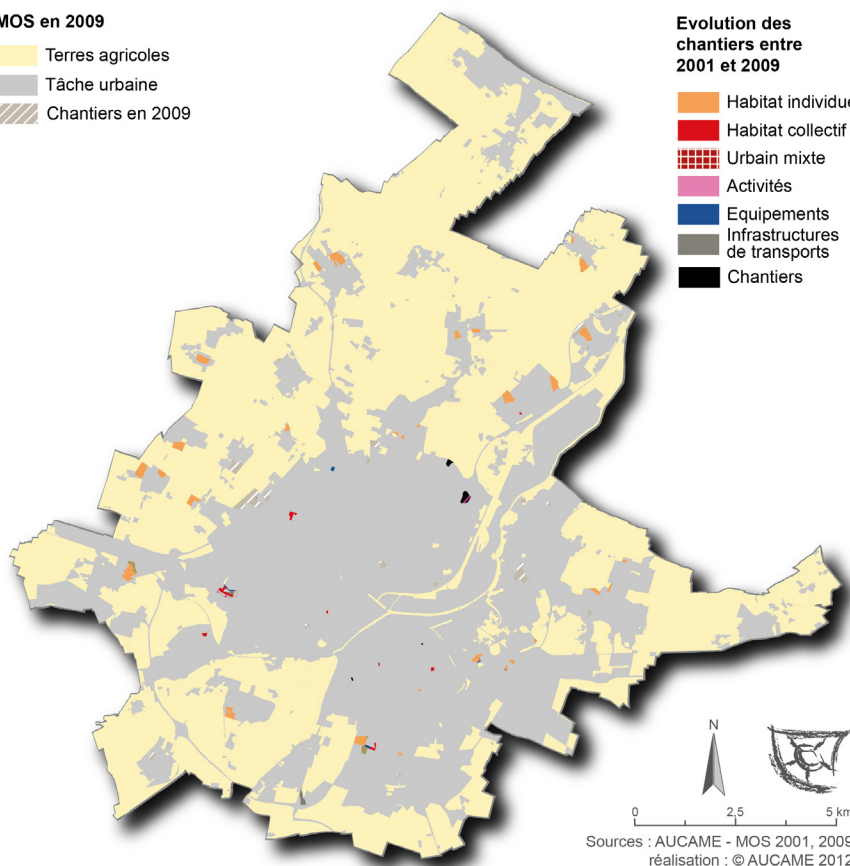 MOS en 2009
Terres agricoles
Tâche urbaine
Chantiers en 2009
Evolution des
chantiers entre
2001 et 2009
Habitat individue
Habitat collectif
Urbain mixte
Activités
Equipements
Infrastructures
de transports
Chantiers
N
0 2,5 5 km
Sources : AUCAME - MOS 2001, 2009
réalisation : © AUCAME 2012